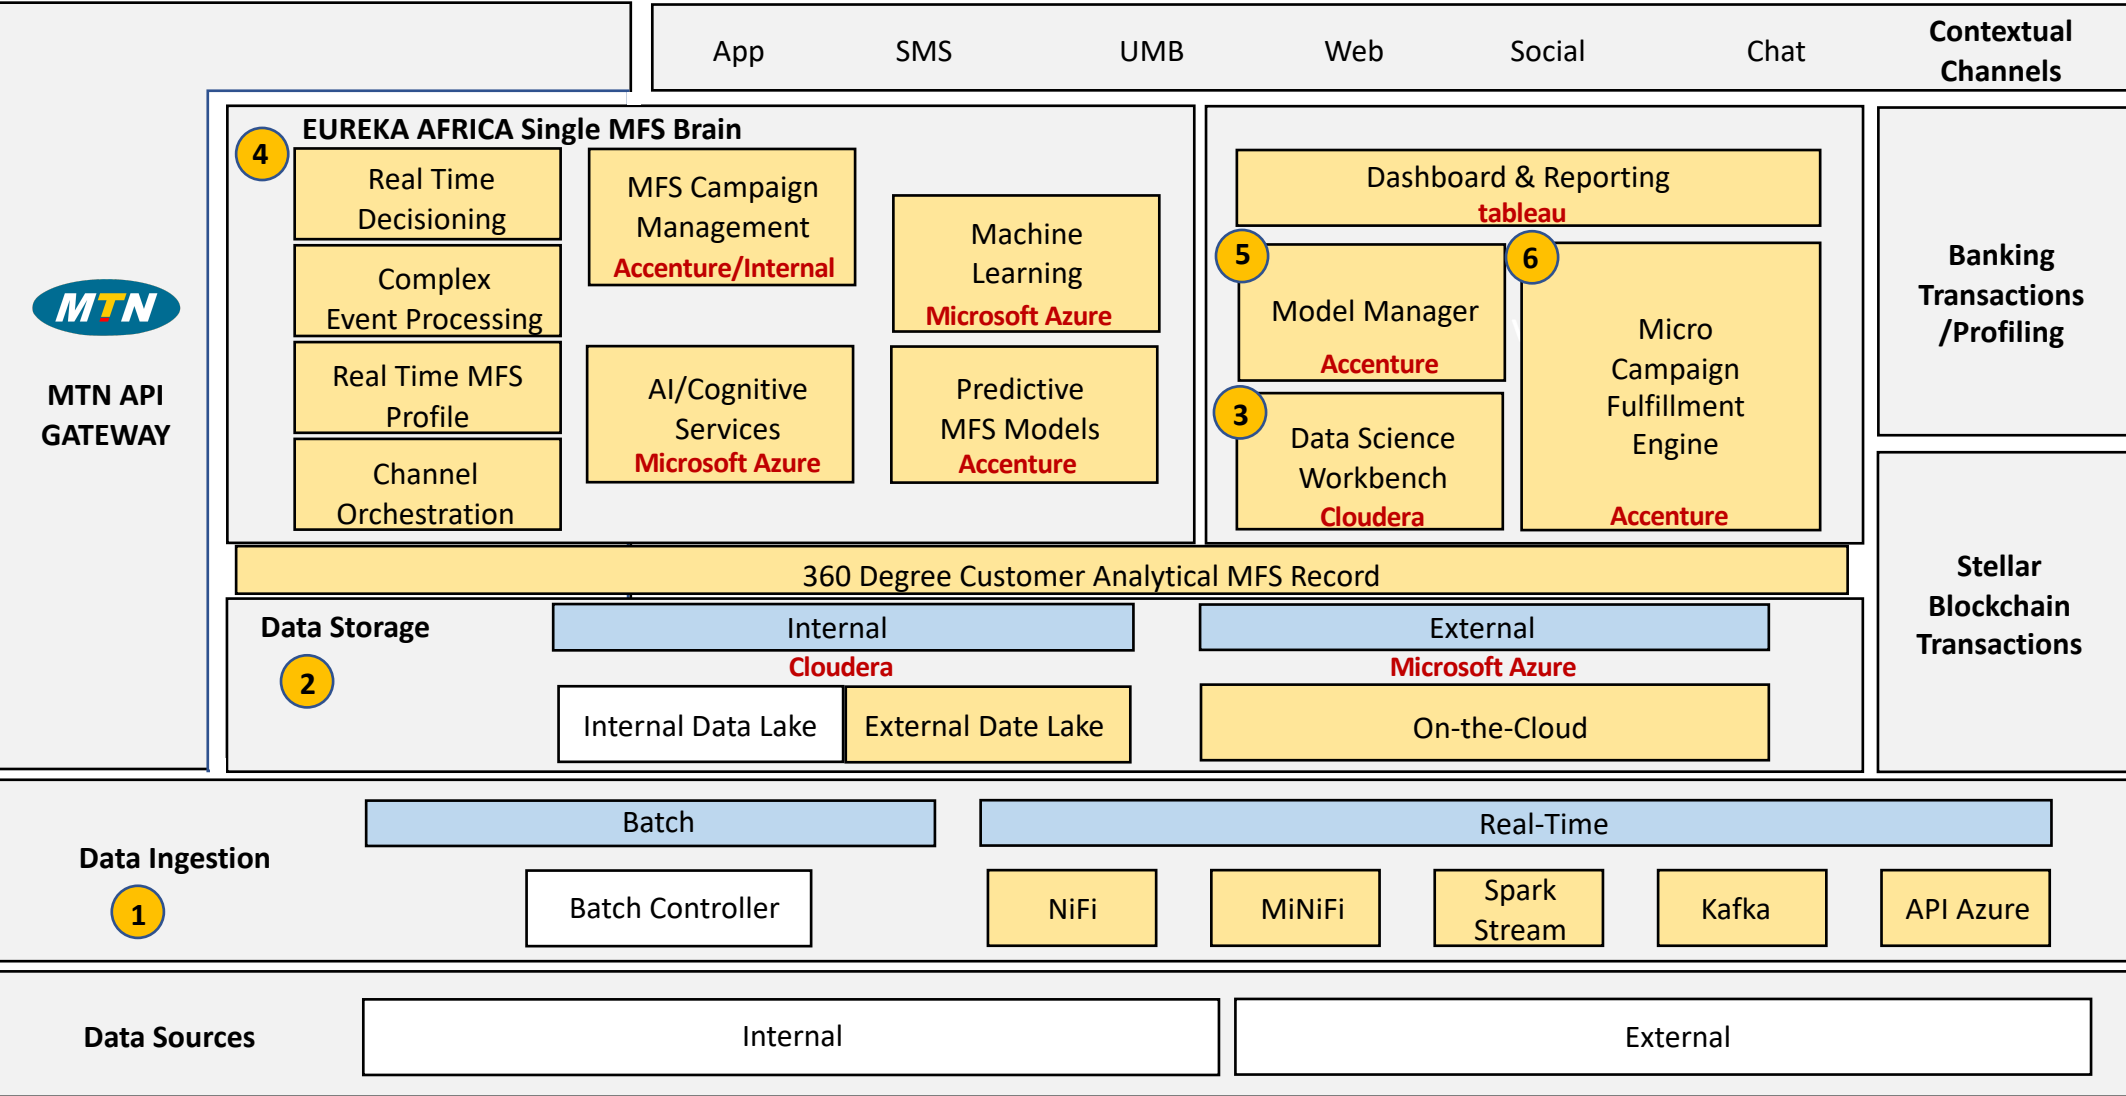 App SMS UMB Web Social Chat
Contextual
Channels
EUREKA AFRICA Single MFS Brain
4
Real Time
Decisioning
Complex
Event Processing
Real Time MFS
Profile
Channel
Orchestration
MFS Campaign
Management
Accenture/Internal
AI/Cognitive
Services
Microsoft Azure
Machine
Learning
Microsoft Azure
Predictive
MFS Models
Accenture
Dashboard & Reporting
tableau
5
Model Manager
Accenture
3
Data Science
Workbench
Cloudera
6
Micro
Campaign
Fulfillment
Engine
Accenture
Banking
Transactions
/Profiling
MTN
MTN API
GATEWAY
360 Degree Customer Analytical MFS Record
Stellar
Blockchain
Transactions
Data Storage
2
Internal
Cloudera
Internal Data Lake
External Date Lake
External
Microsoft Azure
On-the-Cloud
Data Ingestion
1
Batch
Batch Controller
Real-Time
NiFi
MiNiFi
Spark
Stream
Kafka
API Azure
Data Sources
Internal
External